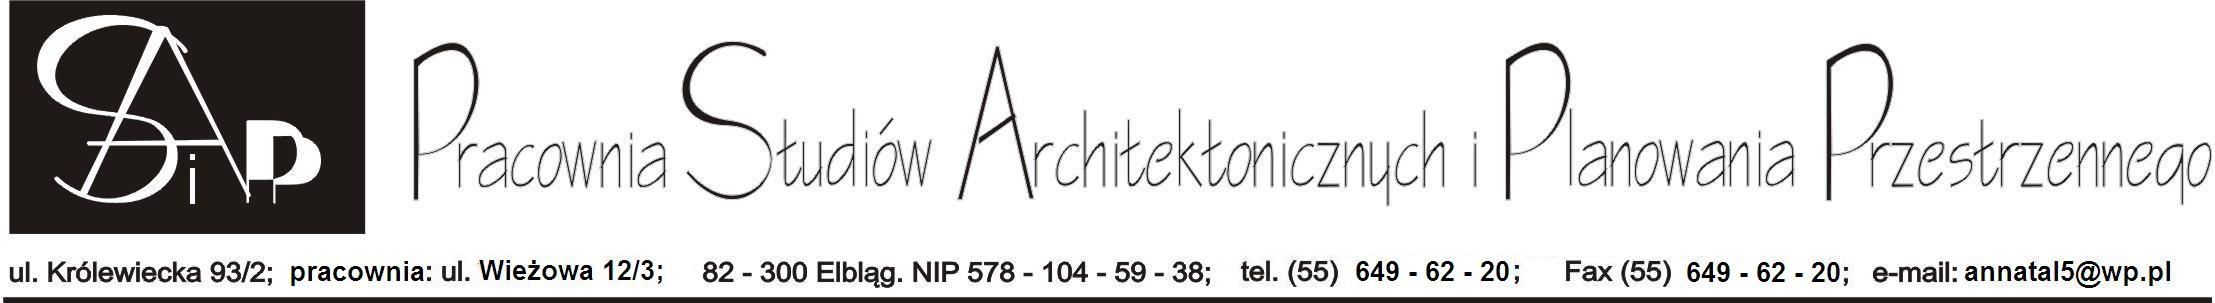 SAiPP
Pracownia Studiów Architektonicznych i Planowania Przestrzennego
ul. Królewiecka 93/2; pracownia: ul. Wieżowa 12/3; 82 - 300 Elbląg. NIP 578 - 104 - 59 - 38; tel. (55) 649 - 62 - 20; Fax (55) 649 - 62 - 20; e-mail: annatal5@wp.pl